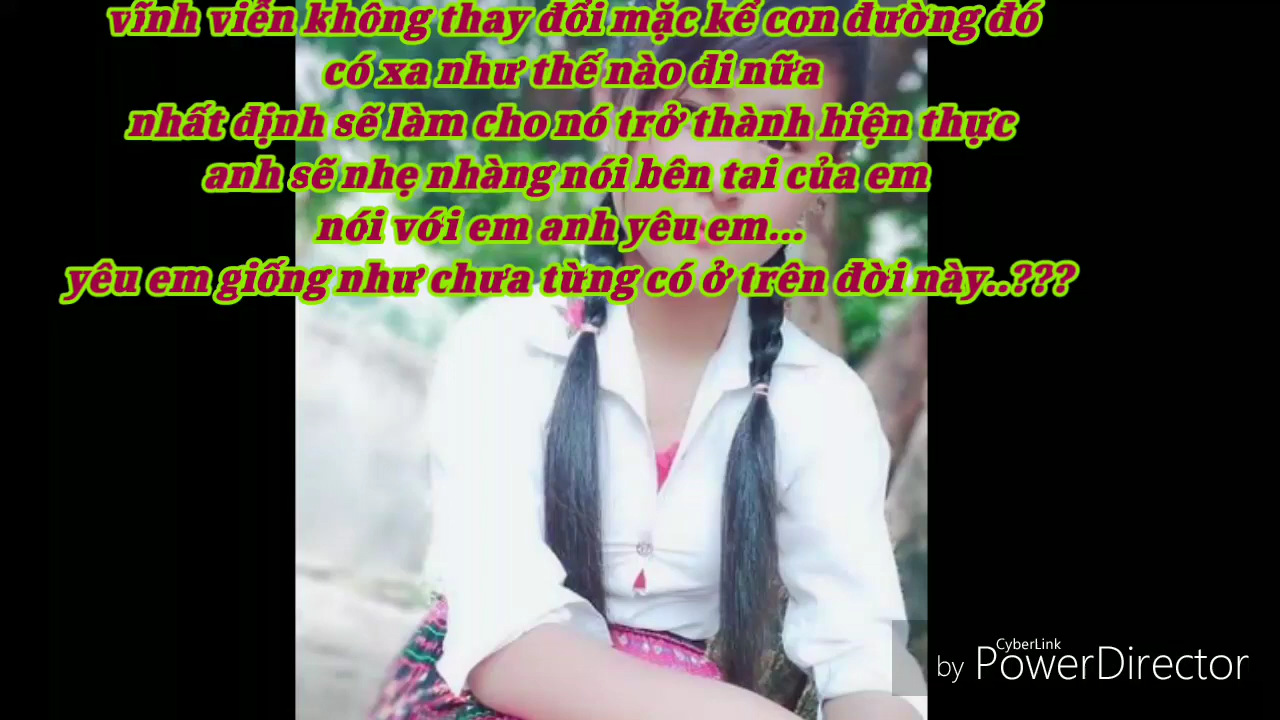 vĩnh viễn không thay đổi mặc kể con đường đó
có xa như thế nào đi nữa
nhất định sẽ làm cho nó trở thành hiện thực
anh sẽ nhẹ nhàng nói bên tai của em
nói với em anh yêu em...
yêu em giống như chưa từng có ở trên đời này..???
CyberLink
by PowerDirector